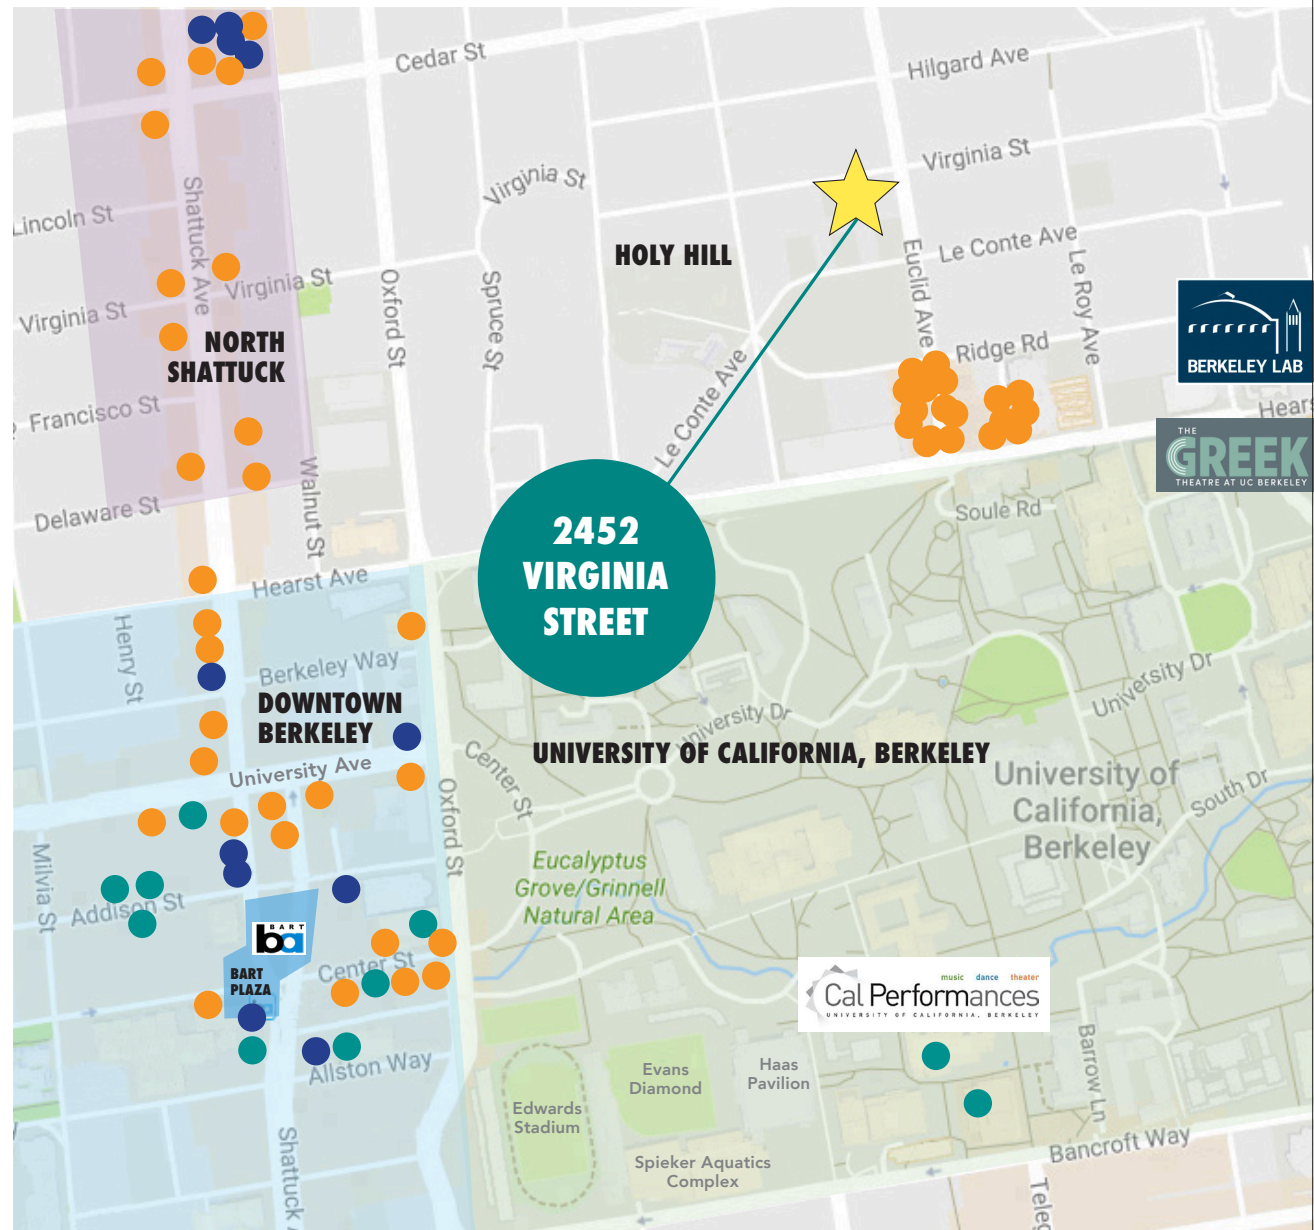 Cedar St
Hilgard Ave
Virginia St
Virginia St
Shattuck Ave
Lincoln St
HOLY HILL
Le Conte Ave
Euclid Ave
Le Roy Ave
Virginia St
Virginia St
Oxford St
Spruce St
NORTH
SHATTUCK
Ridge Rd
BERKELEY LAB
Francisco St
Le Conte Ave
Hears
THE
GREEK
THEATRE AT UC BERKELEY
Walnut St
Delaware St
Soule Rd
2452
VIRGINIA
STREET
Hearst Ave
Henry St
Berkeley Way
University Dr
DOWNTOWN
BERKELEY
University Dr
UNIVERSITY OF CALIFORNIA, BERKELEY
University Ave
Center St
Oxford St
University of
California,
Berkeley
South Dr
Milvia St
Eucalyptus
Grove/Grinnell
Natural Area
Addison St
BART
ba
BART
PLAZA
Center St
music dance theater
Cal Performances
UNIVERSITY OF CALIFORNIA, BERKELEY
Allston Way
Evans
Diamond
Haas
Pavilion
Barrow Ln
Edwards
Stadium
Shattuck
Spieker Aquatics
Complex
Bancroft Way
Teleg